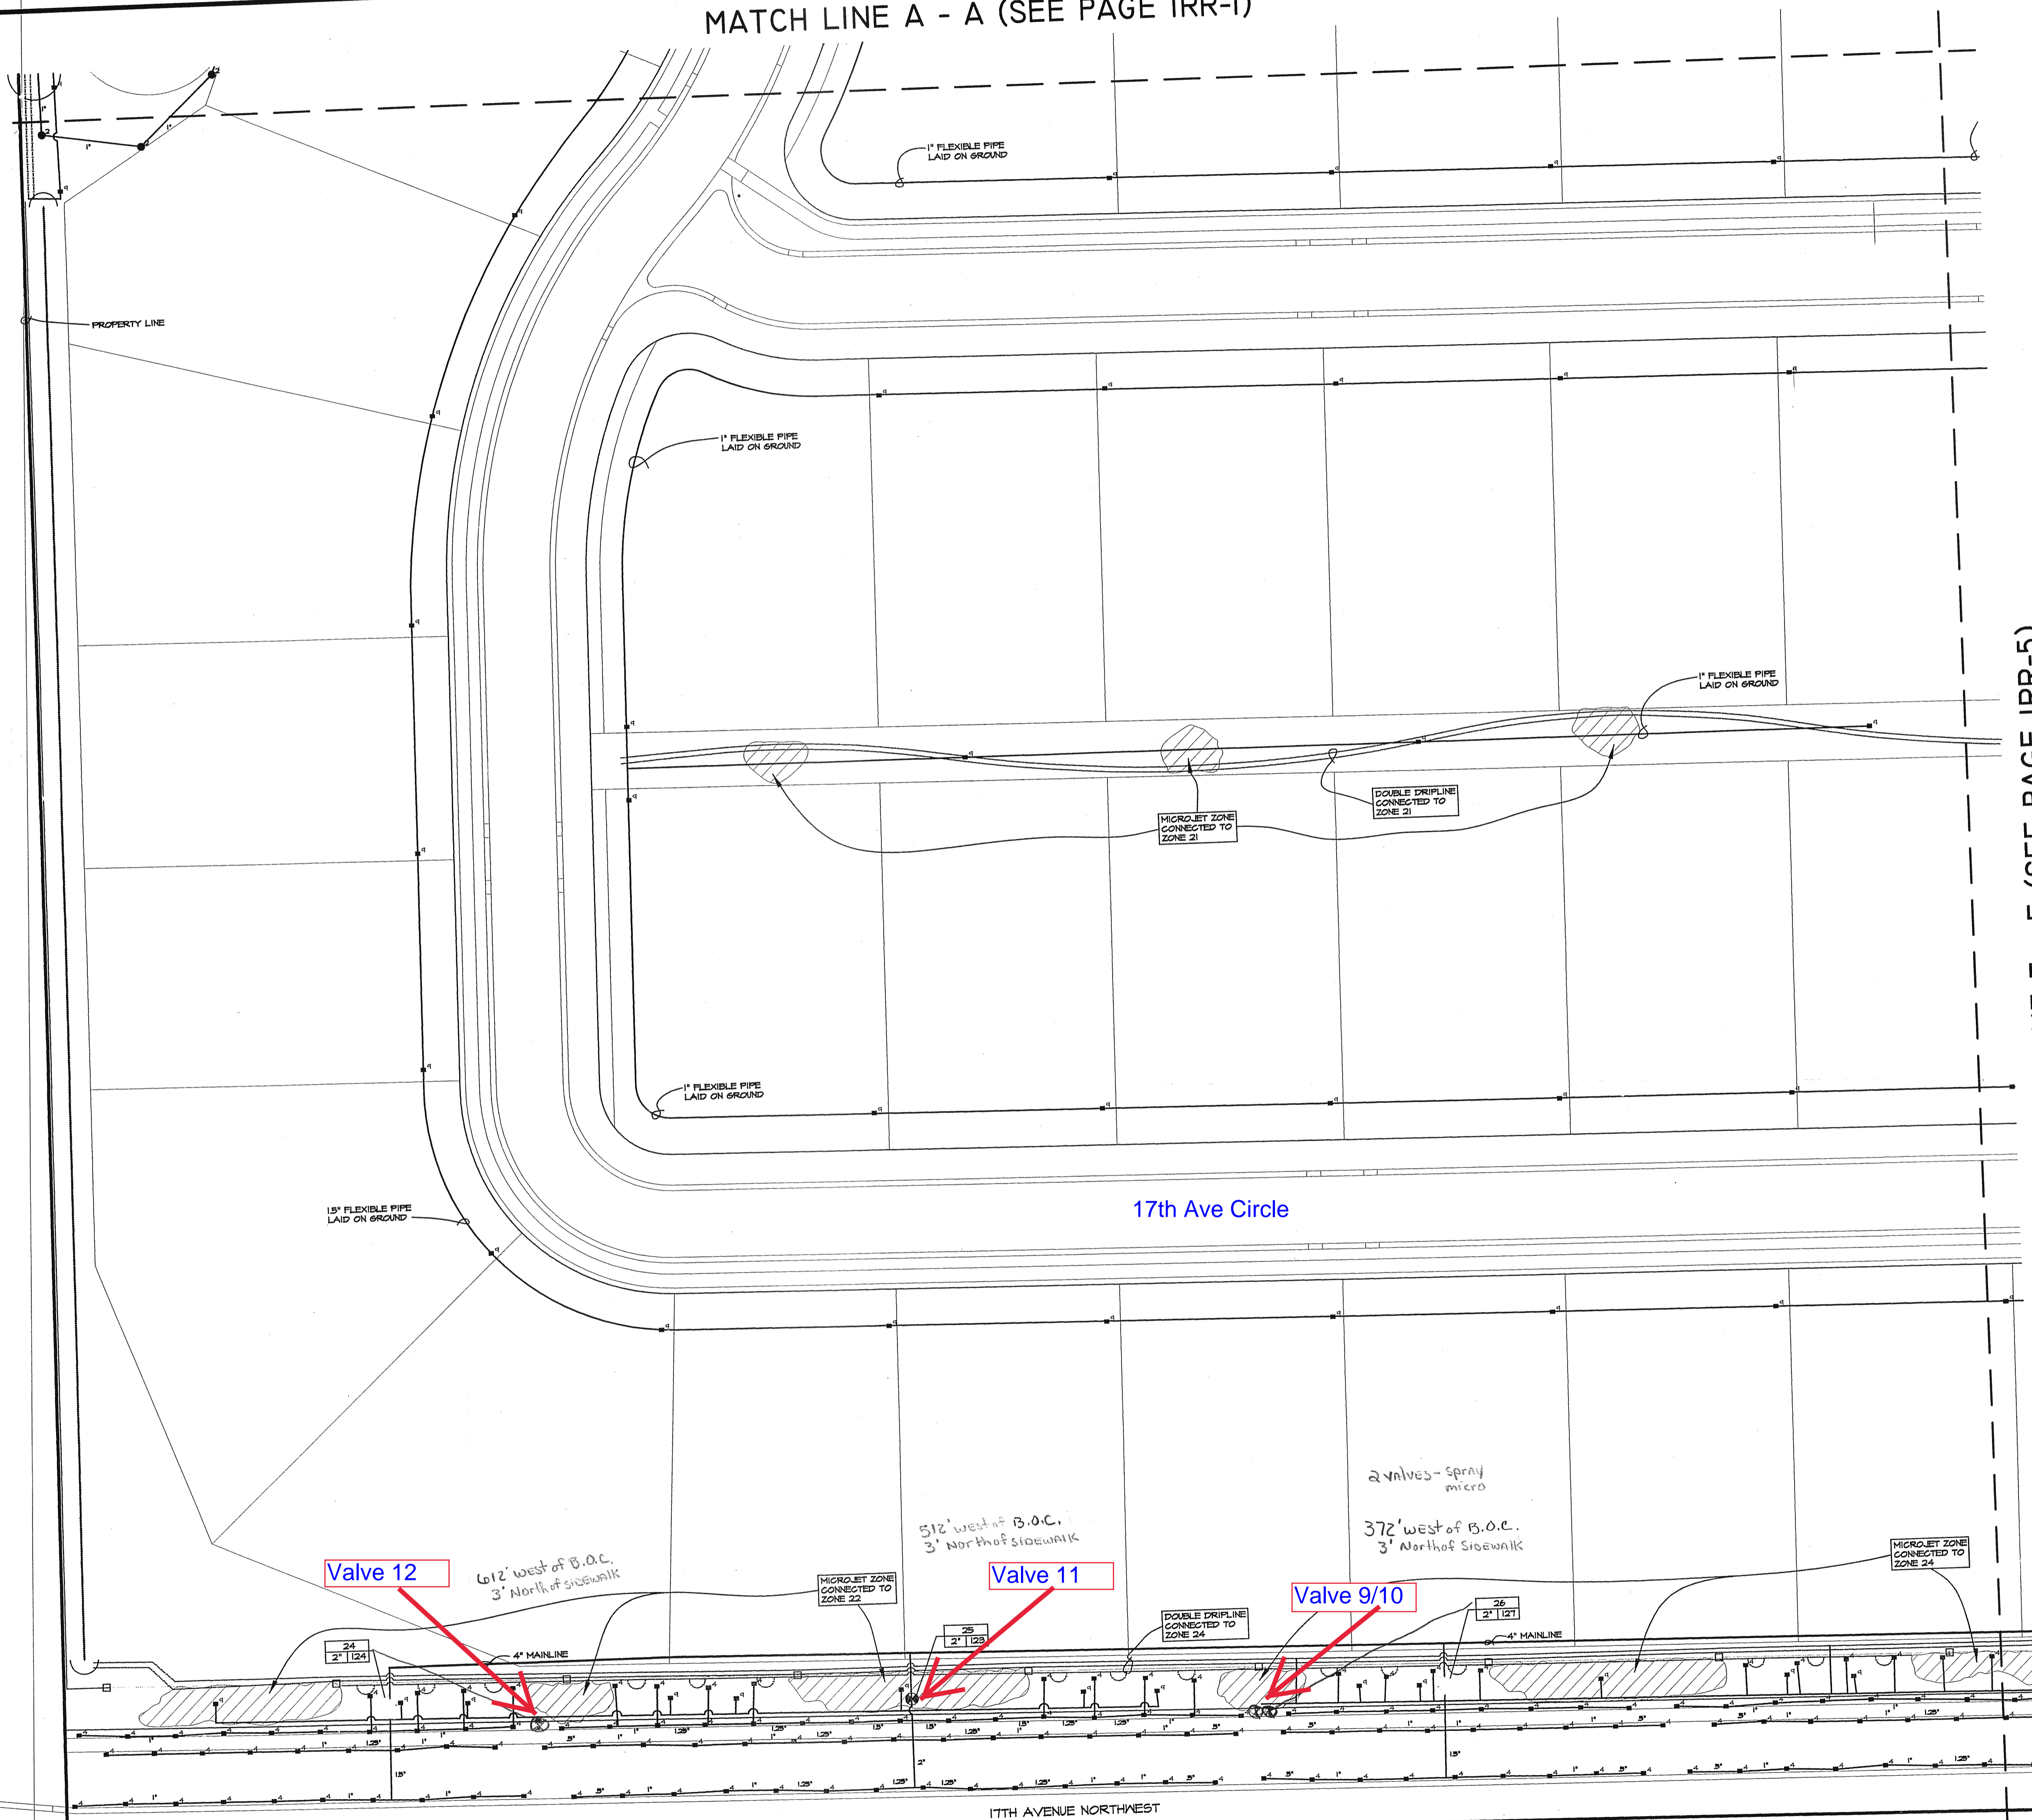 MATCH LINE A - A (SEE PAGE IRR-1)
1" FLEXIBLE PIPE
LAID ON GROUND
PROPERTY LINE
1" FLEXIBLE PIPE
LAID ON GROUND
1" FLEXIBLE PIPE
LAID ON GROUND
(SEE PAGE IRR-5)
DOUBLE DRIPLINE
CONNECTED TO
ZONE 21
MICROJET ZONE
CONNECTED TO
ZONE 21
1" FLEXIBLE PIPE
LAID ON GROUND
1.5" FLEXIBLE PIPE
LAID ON GROUND
17th Ave Circle
2 VALVES - SPRAY
MICRO
512' WEST of B.O.C.
3' North of SIDEWALK
372' WEST of B.O.C.
3' North of SIDEWALK
612' WEST of B.O.C.
3' North of SIDEWALK
Valve 12
Valve 11
Valve 9/10
MICROJET ZONE
CONNECTED TO
ZONE 22
MICROJET ZONE
CONNECTED TO
ZONE 24
DOUBLE DRIPLINE
CONNECTED TO
ZONE 24
24
2" 124
25
2" 123
26
2" 127
4" MAINLINE
4" MAINLINE
17TH AVENUE NORTHWEST